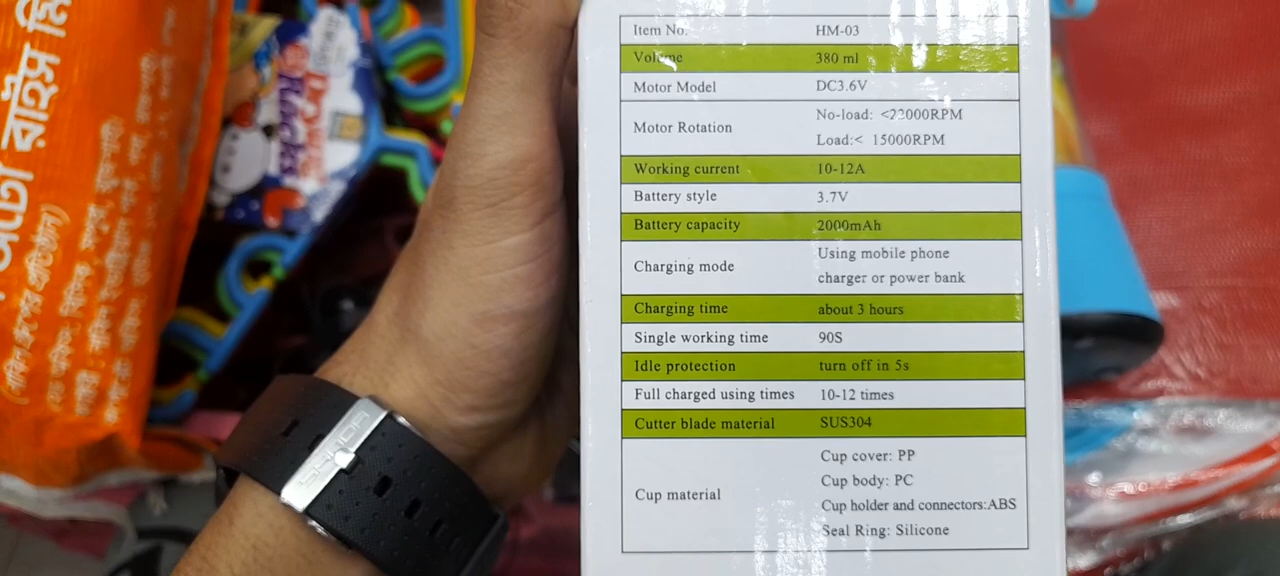 Item No. HM-03
Volume 380 ml
Motor Model DC3.6V
Motor Rotation No-load: <22000RPM
Load:< 15000RPM
Working current 10-12A
Battery style 3.7V
Battery capacity 2000mAh
Charging mode Using mobile phone
charger or power bank
Charging time about 3 hours
Single working time 90S
Idle protection turn off in 5s
Full charged using times 10-12 times
Cutter blade material SUS304
Cup material Cup cover: PP
Cup body: PC
Cup holder and connectors:ABS
Seal Ring: Silicone
Rocks